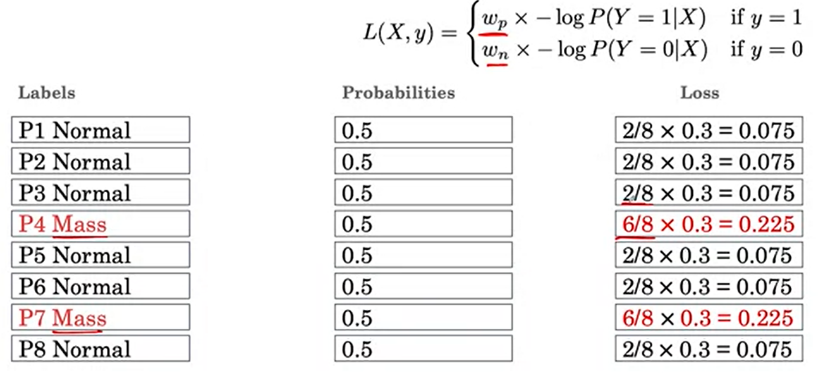 L(X, y) = { w_p × − log P(Y = 1|X) if y = 1
w_n × − log P(Y = 0|X) if y = 0
Labels Probabilities Loss
P1 Normal 0.5 2/8 × 0.3 = 0.075
P2 Normal 0.5 2/8 × 0.3 = 0.075
P3 Normal 0.5 2/8 × 0.3 = 0.075
P4 Mass 0.5 6/8 × 0.3 = 0.225
P5 Normal 0.5 2/8 × 0.3 = 0.075
P6 Normal 0.5 2/8 × 0.3 = 0.075
P7 Mass 0.5 6/8 × 0.3 = 0.225
P8 Normal 0.5 2/8 × 0.3 = 0.075